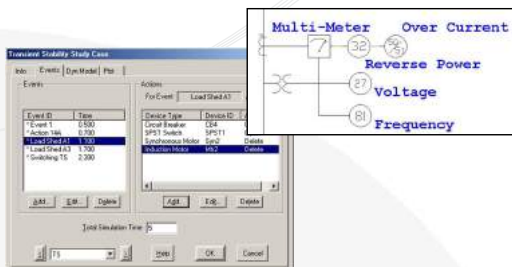 Multi-Meter Over Current
7 32 50/51
Reverse Power
27 Voltage
81 Frequency
Transient Stability Study Case
Info Events Dyn Model Plot
Events
Actions
For Event Load Shed A1
Event ID Time
* Event 1 0.500
* Action 14A 0.700
* Load Shed A1 1.100
* Load Shed A3 1.700
* Switching TS 2.300
Device Type Device ID
Circuit Breaker CB4
SPST Switch SPST1
Synchronous Motor Syn2 Delete
Induction Motor Mtr2 Delete
Add... Edit... Delete
Add... Edit... Delete
Total Simulation Time 5
TS Help OK Cancel